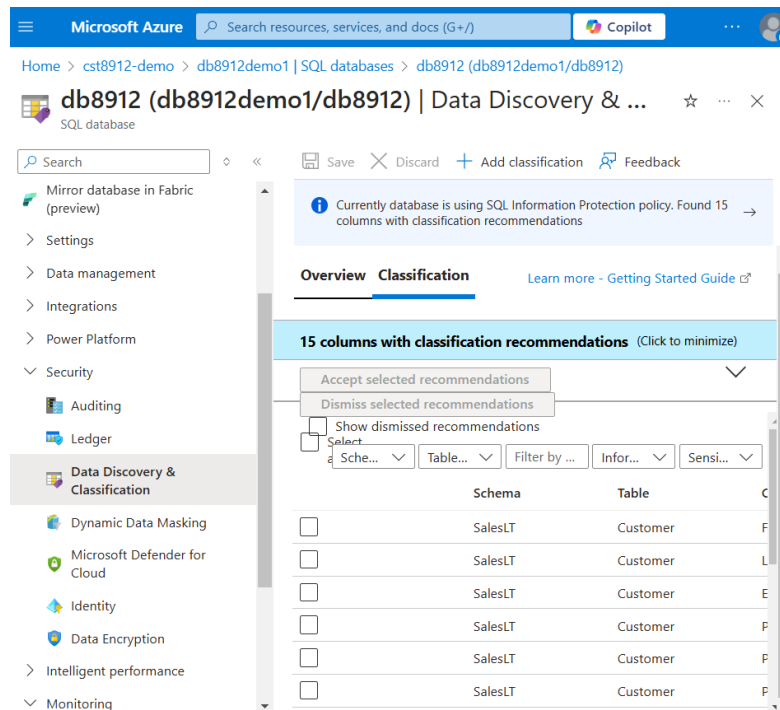 Microsoft Azure
Search resources, services, and docs (G+/)
Copilot
...
Home > cst8912-demo > db8912demo1 | SQL databases > db8912 (db8912demo1/db8912)
db8912 (db8912demo1/db8912) | Data Discovery & ...
SQL database
Search
Save
Discard
Add classification
Feedback
Mirror database in Fabric
(preview)
Settings
Data management
Integrations
Power Platform
Security
Auditing
Ledger
Data Discovery &
Classification
Dynamic Data Masking
Microsoft Defender for
Cloud
Identity
Data Encryption
Intelligent performance
Monitoring
Currently database is using SQL Information Protection policy. Found 15
columns with classification recommendations
Overview Classification
Learn more - Getting Started Guide
15 columns with classification recommendations (Click to minimize)
Accept selected recommendations
Dismiss selected recommendations
Show dismissed recommendations
Select
Sche... Table... Filter by ... Infor... Sensi...
Schema Table C
SalesLT Customer F
SalesLT Customer L
SalesLT Customer E
SalesLT Customer P
SalesLT Customer P
SalesLT Customer P